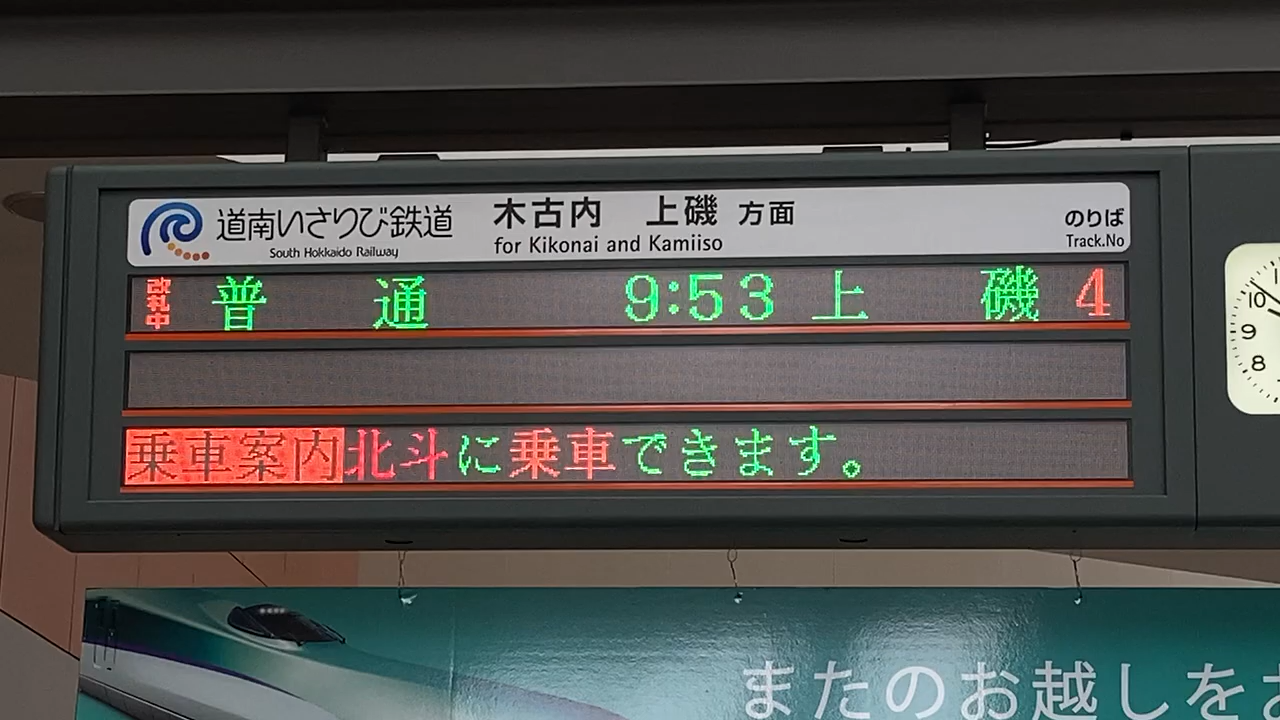 道南いさりび鉄道 木古内 上磯 方面 のりば
South Hokkaido Railway for Kikonai and Kamiiso Track.No
改札中 普通 9:53 上磯 4
乗車案内 北斗に乗車できます。
10
9
8
またのお越しを